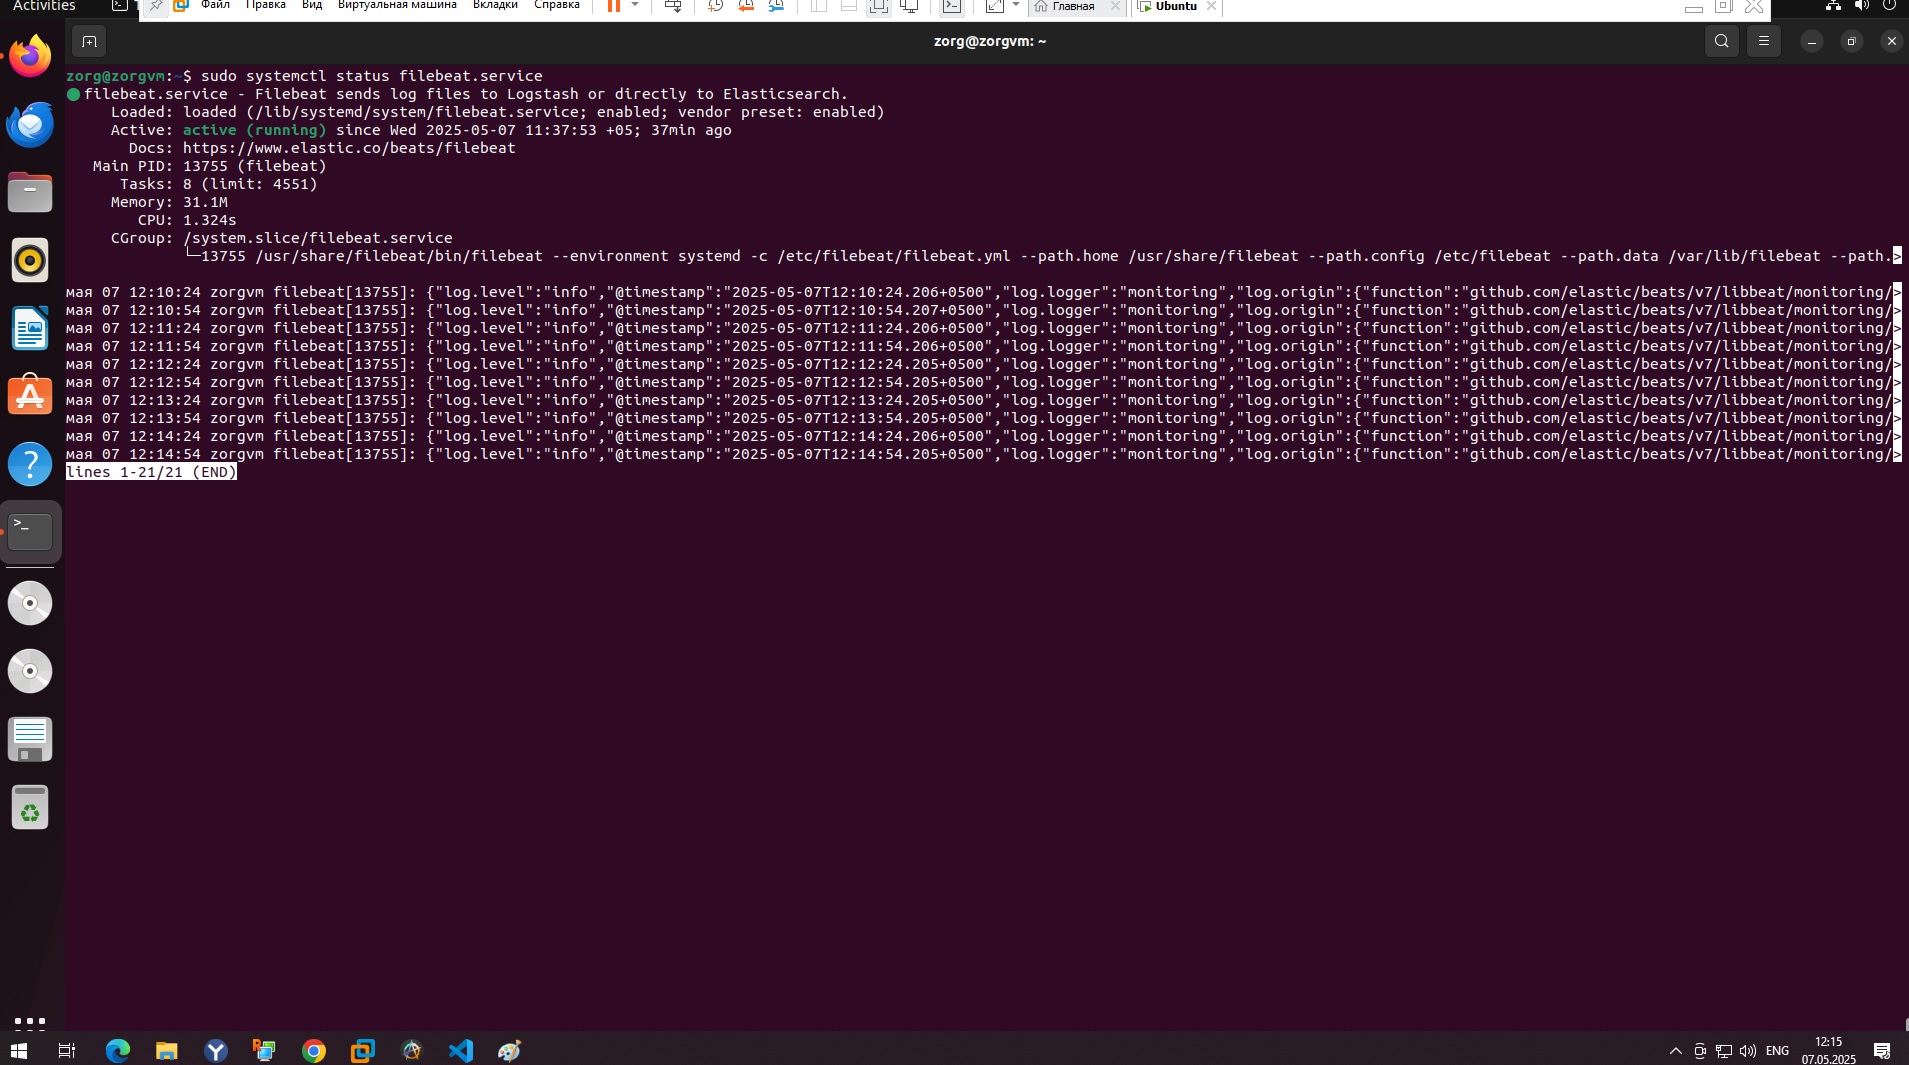 Activities
Файл Правка Вид Виртуальная машина Вкладки Справка Главная Ubuntu
zorg@zorgvm: ~
zorg@zorgvm:~$ sudo systemctl status filebeat.service
filebeat.service - Filebeat sends log files to Logstash or directly to Elasticsearch.
Loaded: loaded (/lib/systemd/system/filebeat.service; enabled; vendor preset: enabled)
Active: active (running) since Wed 2025-05-07 11:37:53 +05; 37min ago
Docs: https://www.elastic.co/beats/filebeat
Main PID: 13755 (filebeat)
Tasks: 8 (limit: 4551)
Memory: 31.1M
CPU: 1.324s
CGroup: /system.slice/filebeat.service
└─13755 /usr/share/filebeat/bin/filebeat --environment systemd -c /etc/filebeat/filebeat.yml --path.home /usr/share/filebeat --path.config /etc/filebeat --path.data /var/lib/filebeat --path.>
мая 07 12:10:24 zorgvm filebeat[13755]: {"log.level":"info","@timestamp":"2025-05-07T12:10:24.206+0500","log.logger":"monitoring","log.origin":{"function":"github.com/elastic/beats/v7/libbeat/monitoring/>
мая 07 12:10:54 zorgvm filebeat[13755]: {"log.level":"info","@timestamp":"2025-05-07T12:10:54.207+0500","log.logger":"monitoring","log.origin":{"function":"github.com/elastic/beats/v7/libbeat/monitoring/>
мая 07 12:11:24 zorgvm filebeat[13755]: {"log.level":"info","@timestamp":"2025-05-07T12:11:24.206+0500","log.logger":"monitoring","log.origin":{"function":"github.com/elastic/beats/v7/libbeat/monitoring/>
мая 07 12:11:54 zorgvm filebeat[13755]: {"log.level":"info","@timestamp":"2025-05-07T12:11:54.206+0500","log.logger":"monitoring","log.origin":{"function":"github.com/elastic/beats/v7/libbeat/monitoring/>
мая 07 12:12:24 zorgvm filebeat[13755]: {"log.level":"info","@timestamp":"2025-05-07T12:12:24.205+0500","log.logger":"monitoring","log.origin":{"function":"github.com/elastic/beats/v7/libbeat/monitoring/>
мая 07 12:12:54 zorgvm filebeat[13755]: {"log.level":"info","@timestamp":"2025-05-07T12:12:54.205+0500","log.logger":"monitoring","log.origin":{"function":"github.com/elastic/beats/v7/libbeat/monitoring/>
мая 07 12:13:24 zorgvm filebeat[13755]: {"log.level":"info","@timestamp":"2025-05-07T12:13:24.205+0500","log.logger":"monitoring","log.origin":{"function":"github.com/elastic/beats/v7/libbeat/monitoring/>
мая 07 12:13:54 zorgvm filebeat[13755]: {"log.level":"info","@timestamp":"2025-05-07T12:13:54.205+0500","log.logger":"monitoring","log.origin":{"function":"github.com/elastic/beats/v7/libbeat/monitoring/>
мая 07 12:14:24 zorgvm filebeat[13755]: {"log.level":"info","@timestamp":"2025-05-07T12:14:24.206+0500","log.logger":"monitoring","log.origin":{"function":"github.com/elastic/beats/v7/libbeat/monitoring/>
мая 07 12:14:54 zorgvm filebeat[13755]: {"log.level":"info","@timestamp":"2025-05-07T12:14:54.205+0500","log.logger":"monitoring","log.origin":{"function":"github.com/elastic/beats/v7/libbeat/monitoring/>
lines 1-21/21 (END)
ENG
12:15
07.05.2025